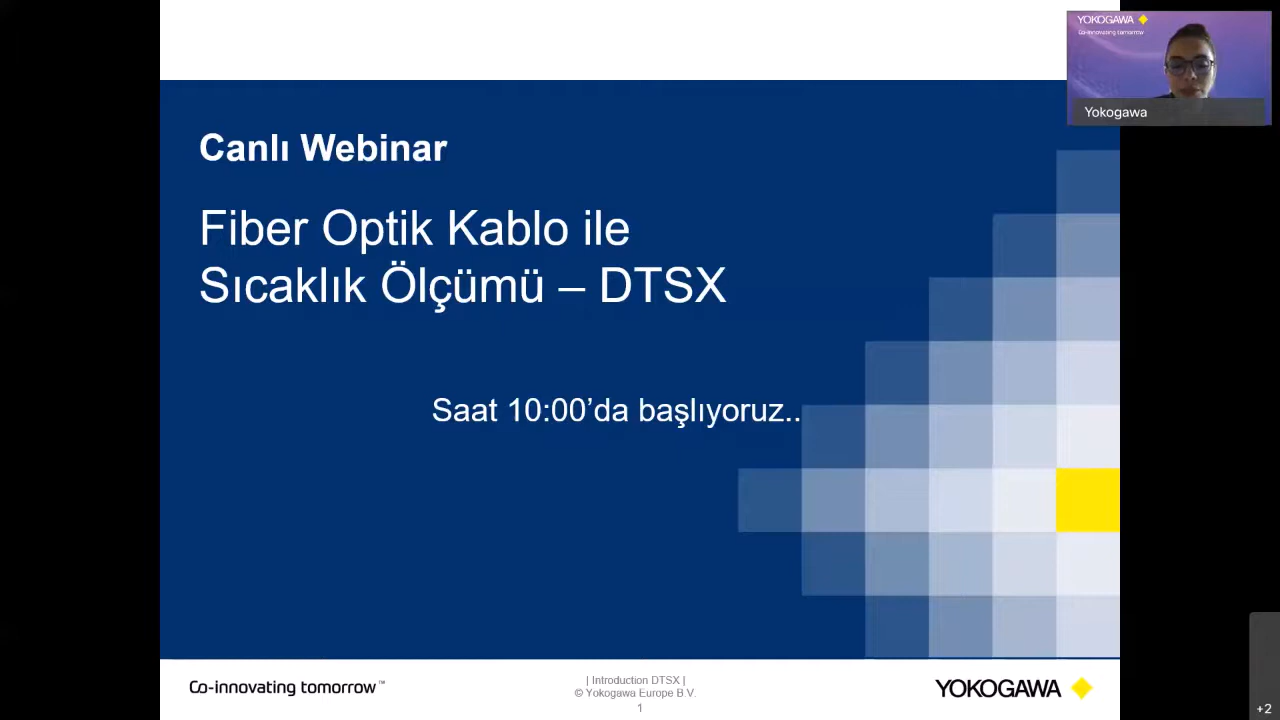 YOKOGAWA
Co-innovating tomorrow
Yokogawa
Canlı Webinar
Fiber Optik Kablo ile
Sıcaklık Ölçümü – DTSX
Saat 10:00’da başlıyoruz..
Co-innovating tomorrow™
| Introduction DTSX |
© Yokogawa Europe B.V.
1
YOKOGAWA
+2